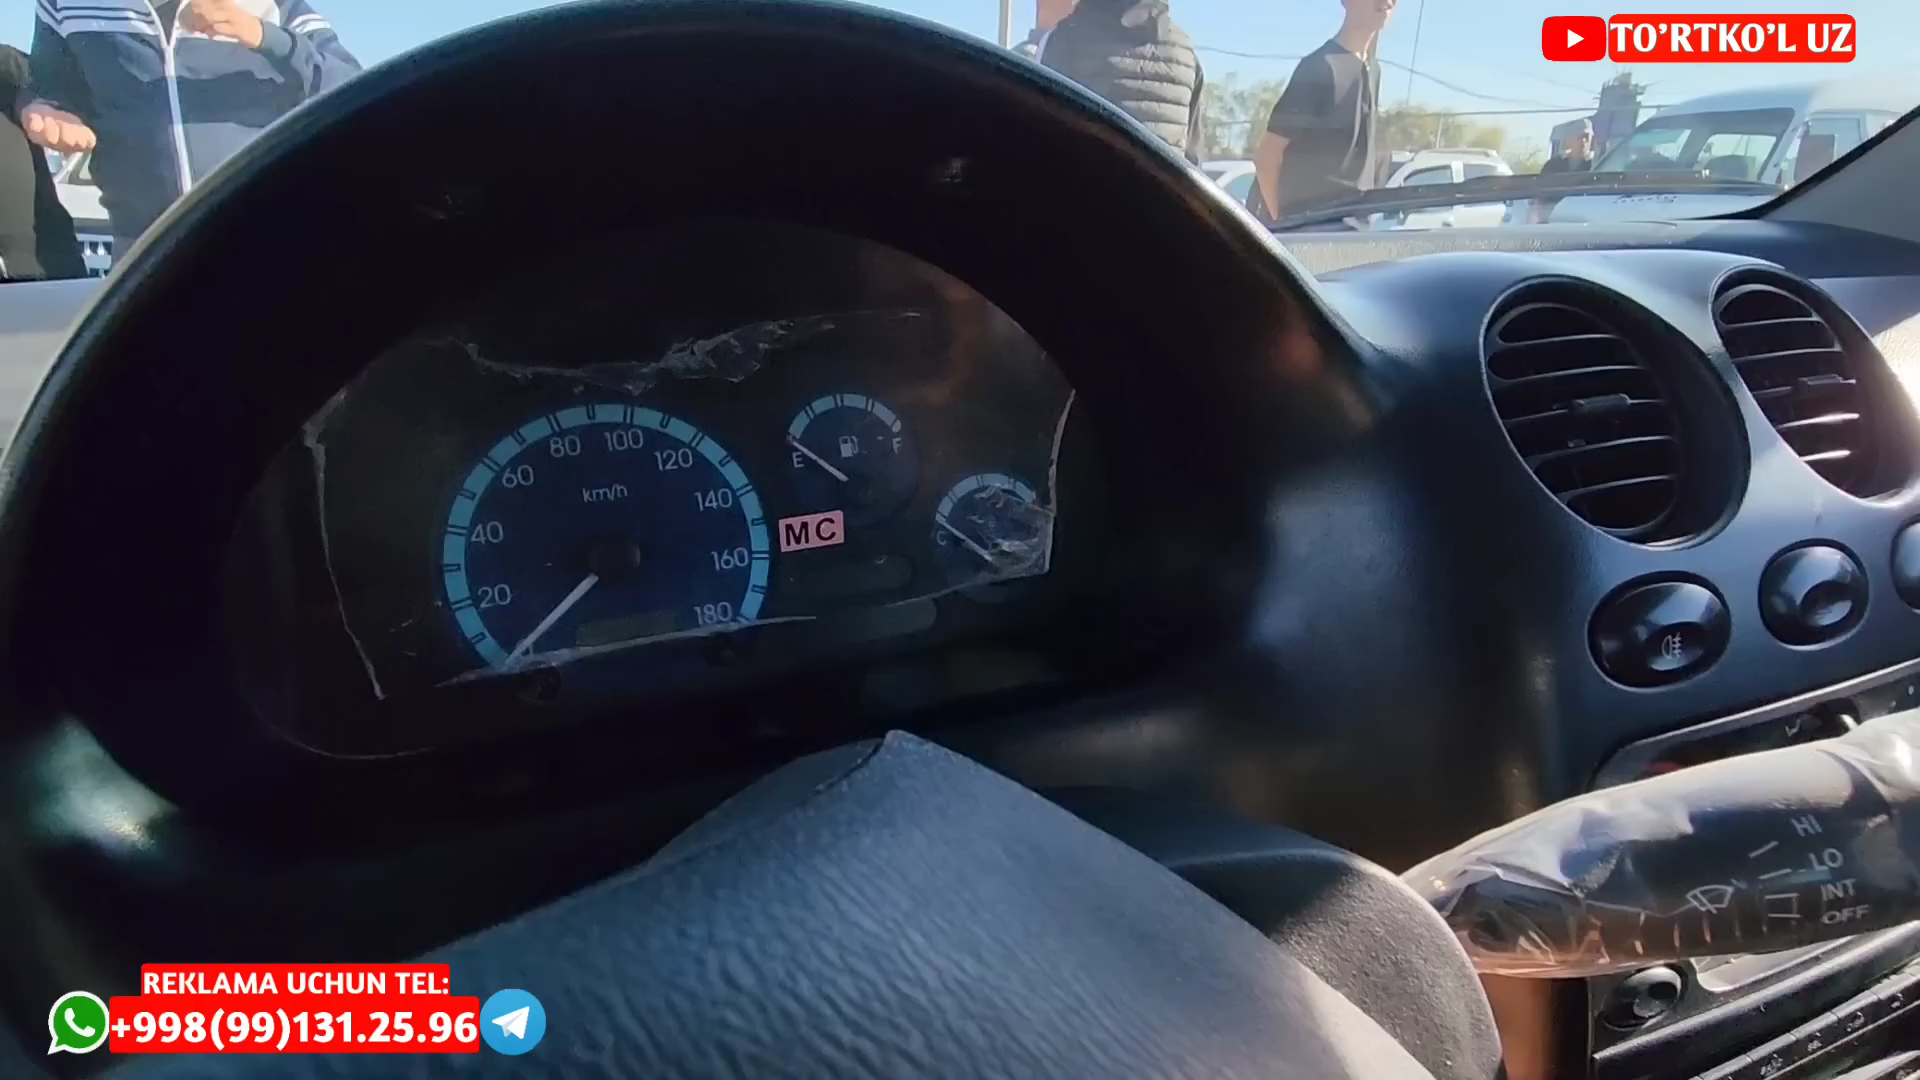 TO’RTKO’L UZ
80 100
60 120
km/h
140
40
160
20
180
E F
MC
C
HI
LO
INT
OFF
REKLAMA UCHUN TEL:
+998(99)131.25.96